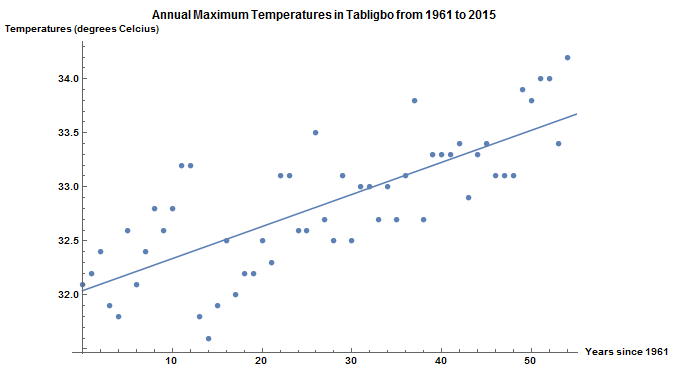 Annual Maximum Temperatures in Tabligbo from 1961 to 2015
Temperatures (degrees Celcius)
34.0
33.5
33.0
32.5
32.0
10 20 30 40 50 Years since 1961